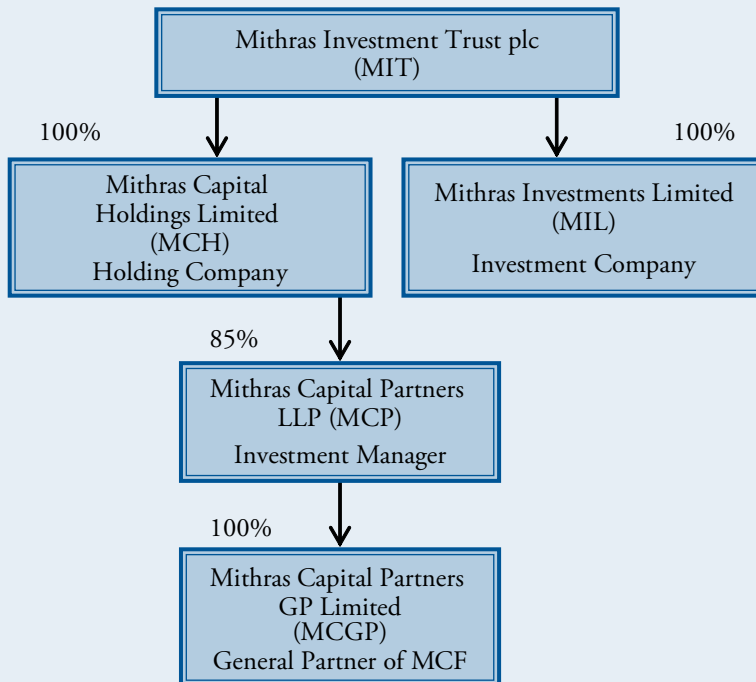 Mithras Investment Trust plc
(MIT)
100%
100%
Mithras Capital
Holdings Limited
(MCH)
Holding Company
Mithras Investments Limited
(MIL)
Investment Company
85%
Mithras Capital Partners
LLP (MCP)
Investment Manager
100%
Mithras Capital Partners
GP Limited
(MCGP)
General Partner of MCF